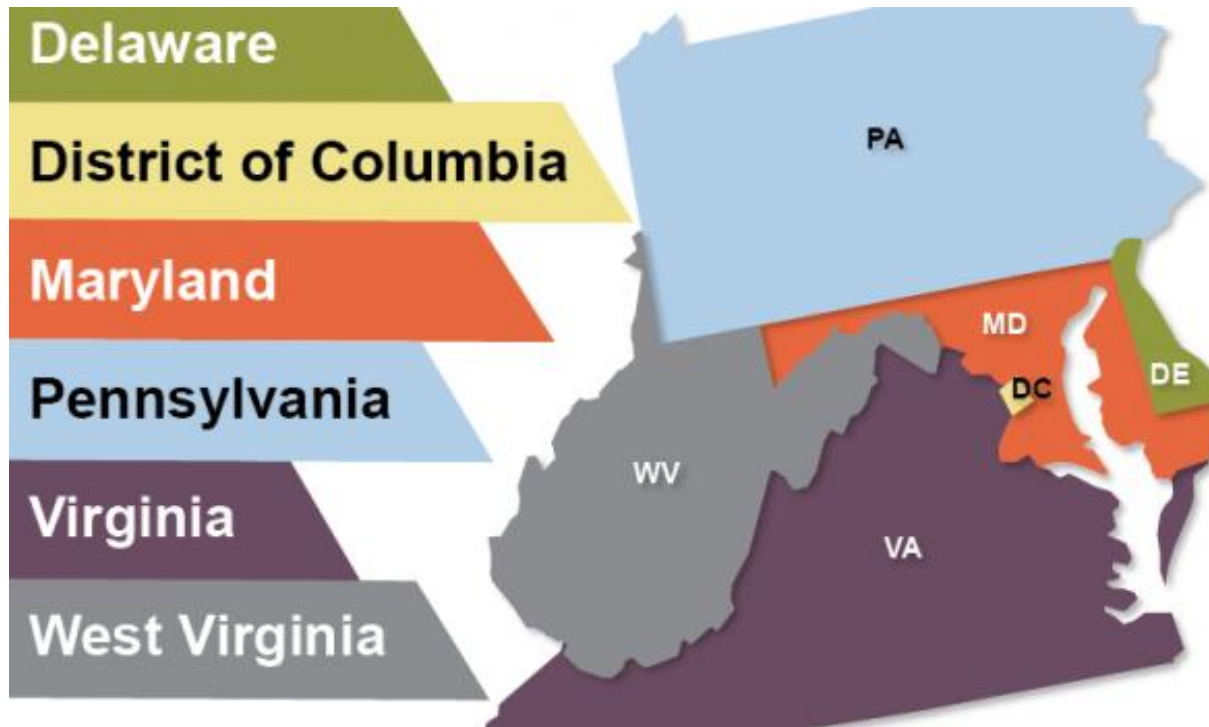 Delaware
District of Columbia
Maryland
Pennsylvania
Virginia
West Virginia
PA
MD
DE
DC
WV
VA